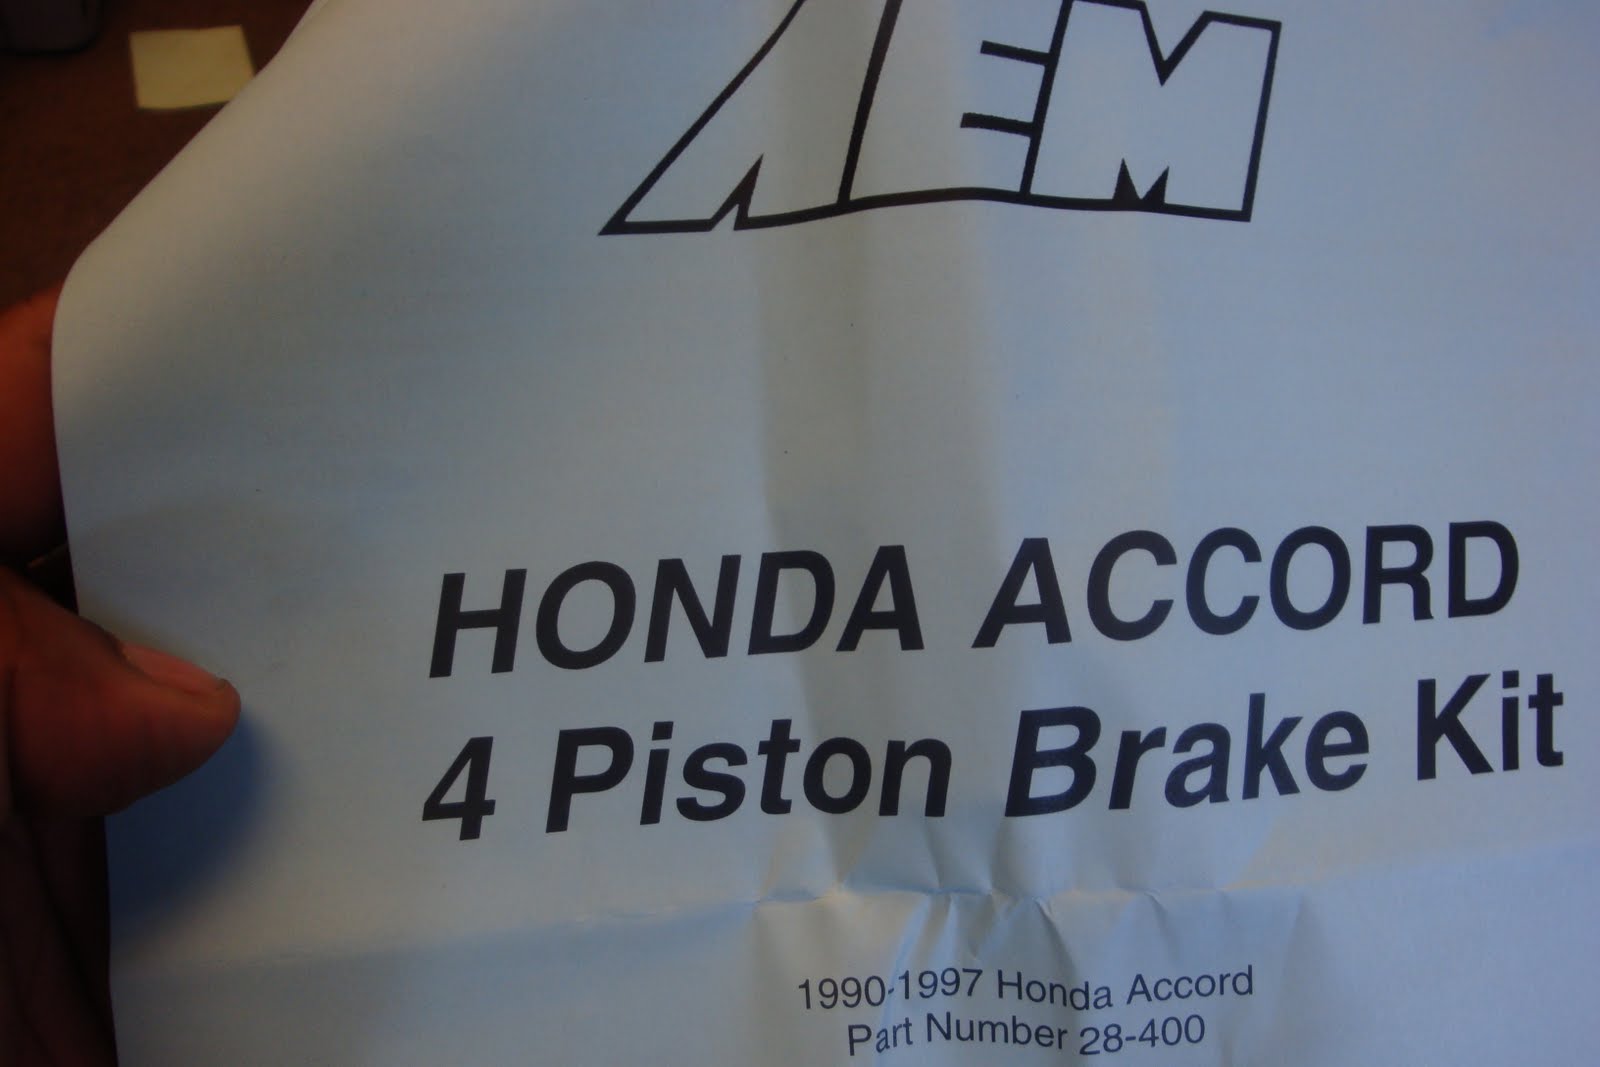 AEM
HONDA ACCORD
4 Piston Brake Kit
1990-1997 Honda Accord
Part Number 28-400